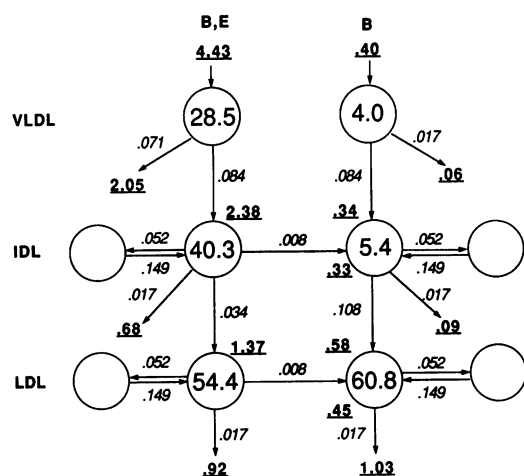 B,E B
4.43 .40
VLDL 28.5 4.0
.071 .017
2.05 .084 .084 .06
2.38 .34
IDL .052 40.3 .008 5.4 .052
.149 .33 .149
.017 .017
.68 .034 .108 .09
1.37 .58
LDL .052 54.4 .008 60.8 .052
.149 .45 .149
.017 .017
.92 1.03